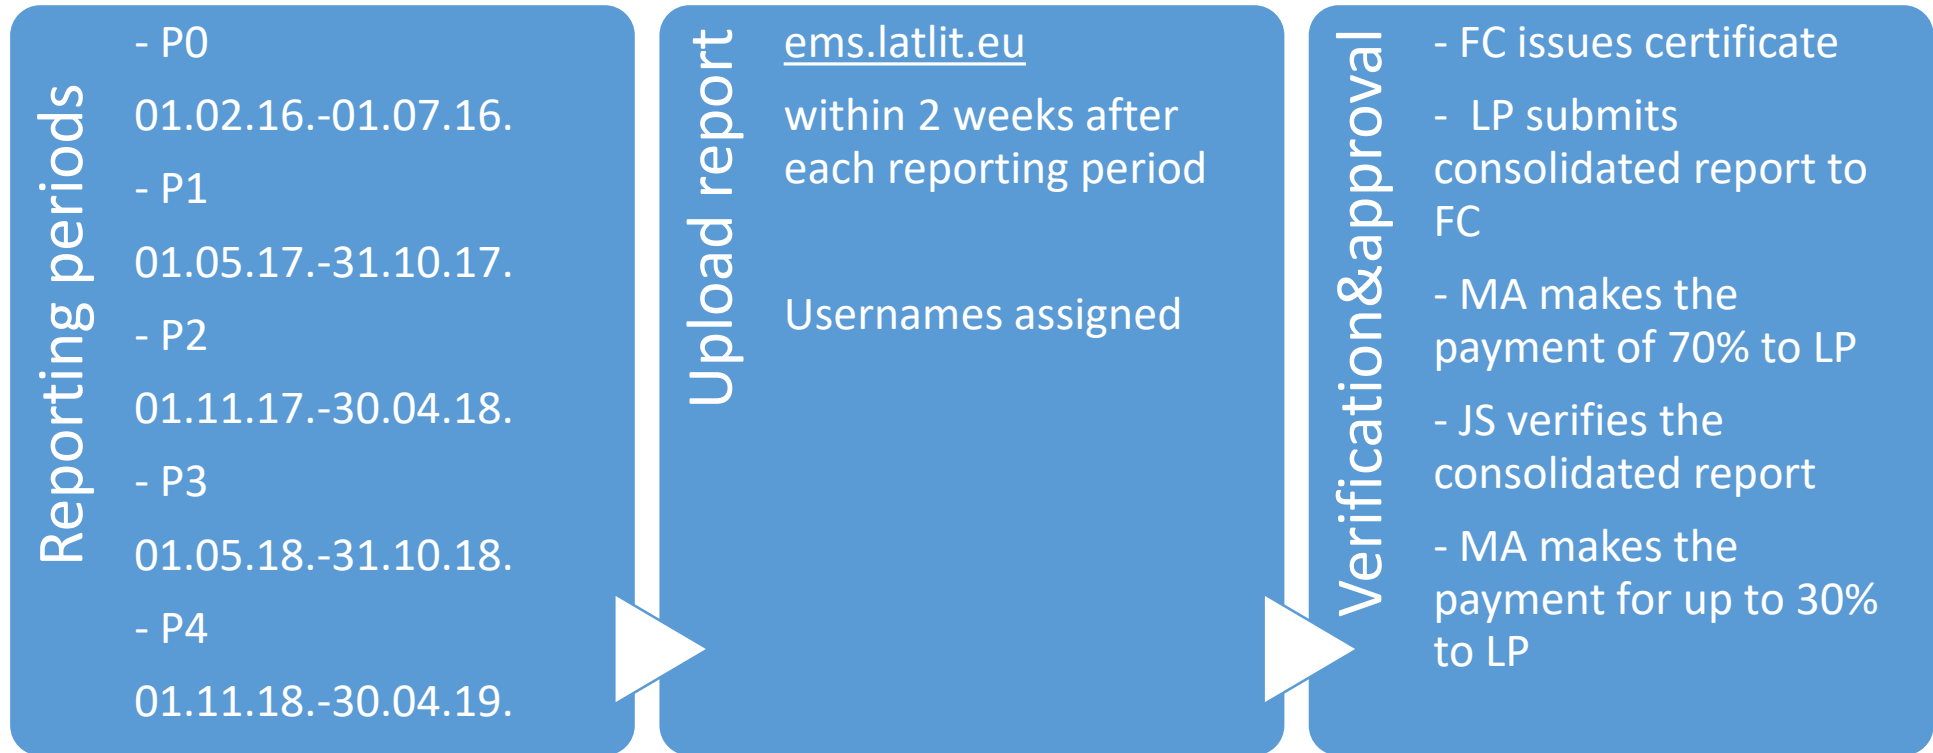 Reporting periods
- P0
01.02.16.-01.07.16.
- P1
01.05.17.-31.10.17.
- P2
01.11.17.-30.04.18.
- P3
01.05.18.-31.10.18.
- P4
01.11.18.-30.04.19.
Upload report
ems.latlit.eu
within 2 weeks after
each reporting period
Usernames assigned
Verification&approval
- FC issues certificate
- LP submits
consolidated report to
FC
- MA makes the
payment of 70% to LP
- JS verifies the
consolidated report
- MA makes the
payment for up to 30%
to LP